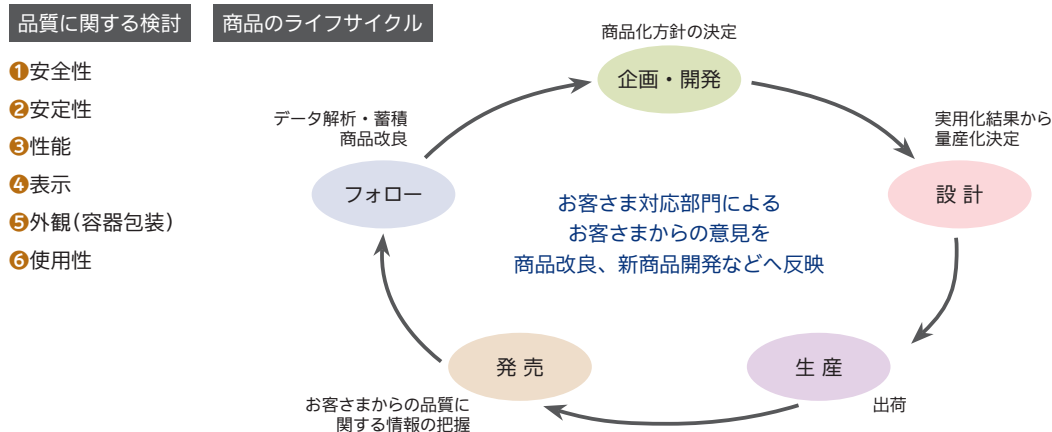 品質に関する検討
❶安全性
❷安定性
❸性能
❹表示
❺外観(容器包装)
❻使用性
商品のライフサイクル
商品化方針の決定
企画・開発
実用化結果から
量産化決定
設 計
出荷
生 産
お客さまからの品質に
関する情報の把握
発 売
データ解析・蓄積
商品改良
フォロー
お客さま対応部門による
お客さまからの意見を
商品改良、新商品開発などへ反映